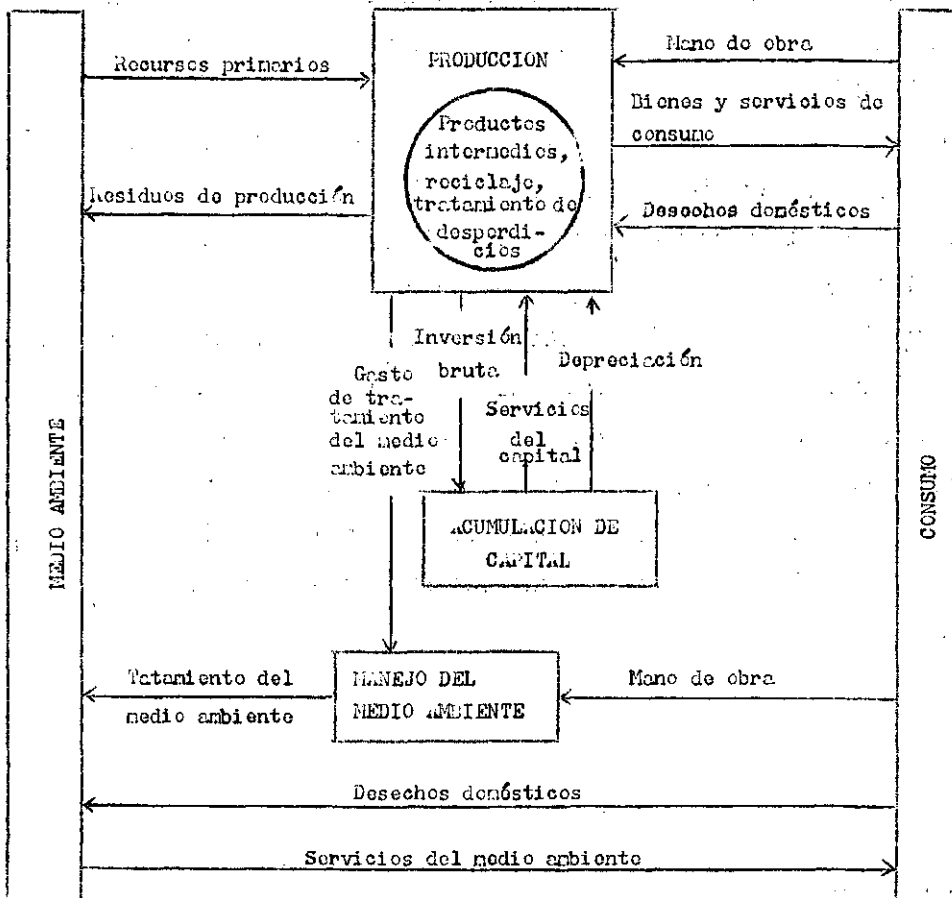 MEDIO AMBIENTE
Recursos primarios
Residuos de producción
PRODUCCION
Productos
intermedios,
reciclaje,
tratamiento de
desperdi-
cios
Mano de obra
Bienes y servicios de
consumo
Desechos domésticos
Gasto
de tra-
tamiento
del medio
ambiente
Inversión
bruta
Servicios
del
capital
Depreciación
ACUMULACION DE
CAPITAL
CONSUMO
Tatamiento del
medio ambiente
MANEJO DEL
MEDIO AMBIENTE
Mano de obra
Desechos domésticos
Servicios del medio ambiente